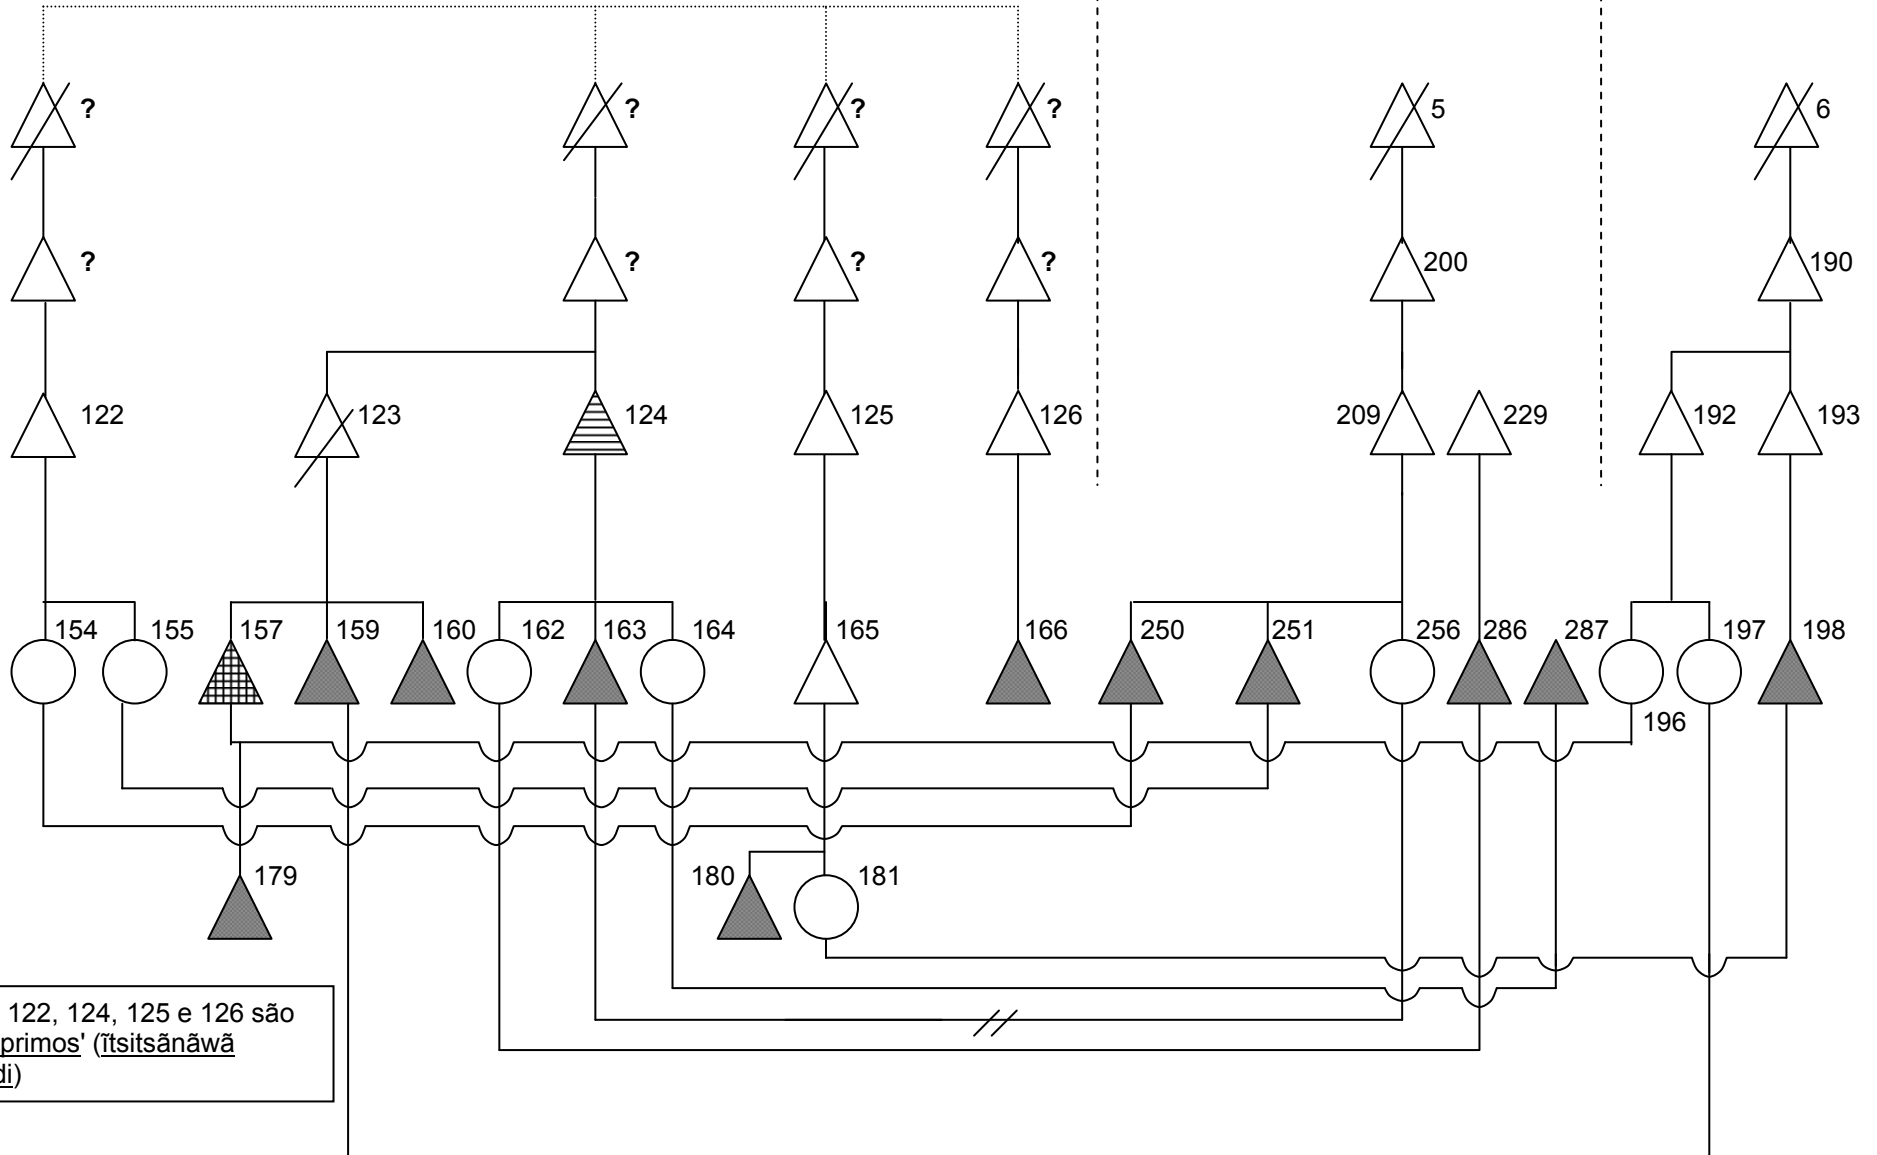 ? ? ? ? 5 6
? ? ? ? 200 190
122 123 124 125 126 209 229 192 193
154 155 157 159 160 162 163 164 165 166 250 251 256 286 287 197 198
196
179 180 181
122, 124, 125 e 126 são
primos' (ĩtsitsãnãwã
di)